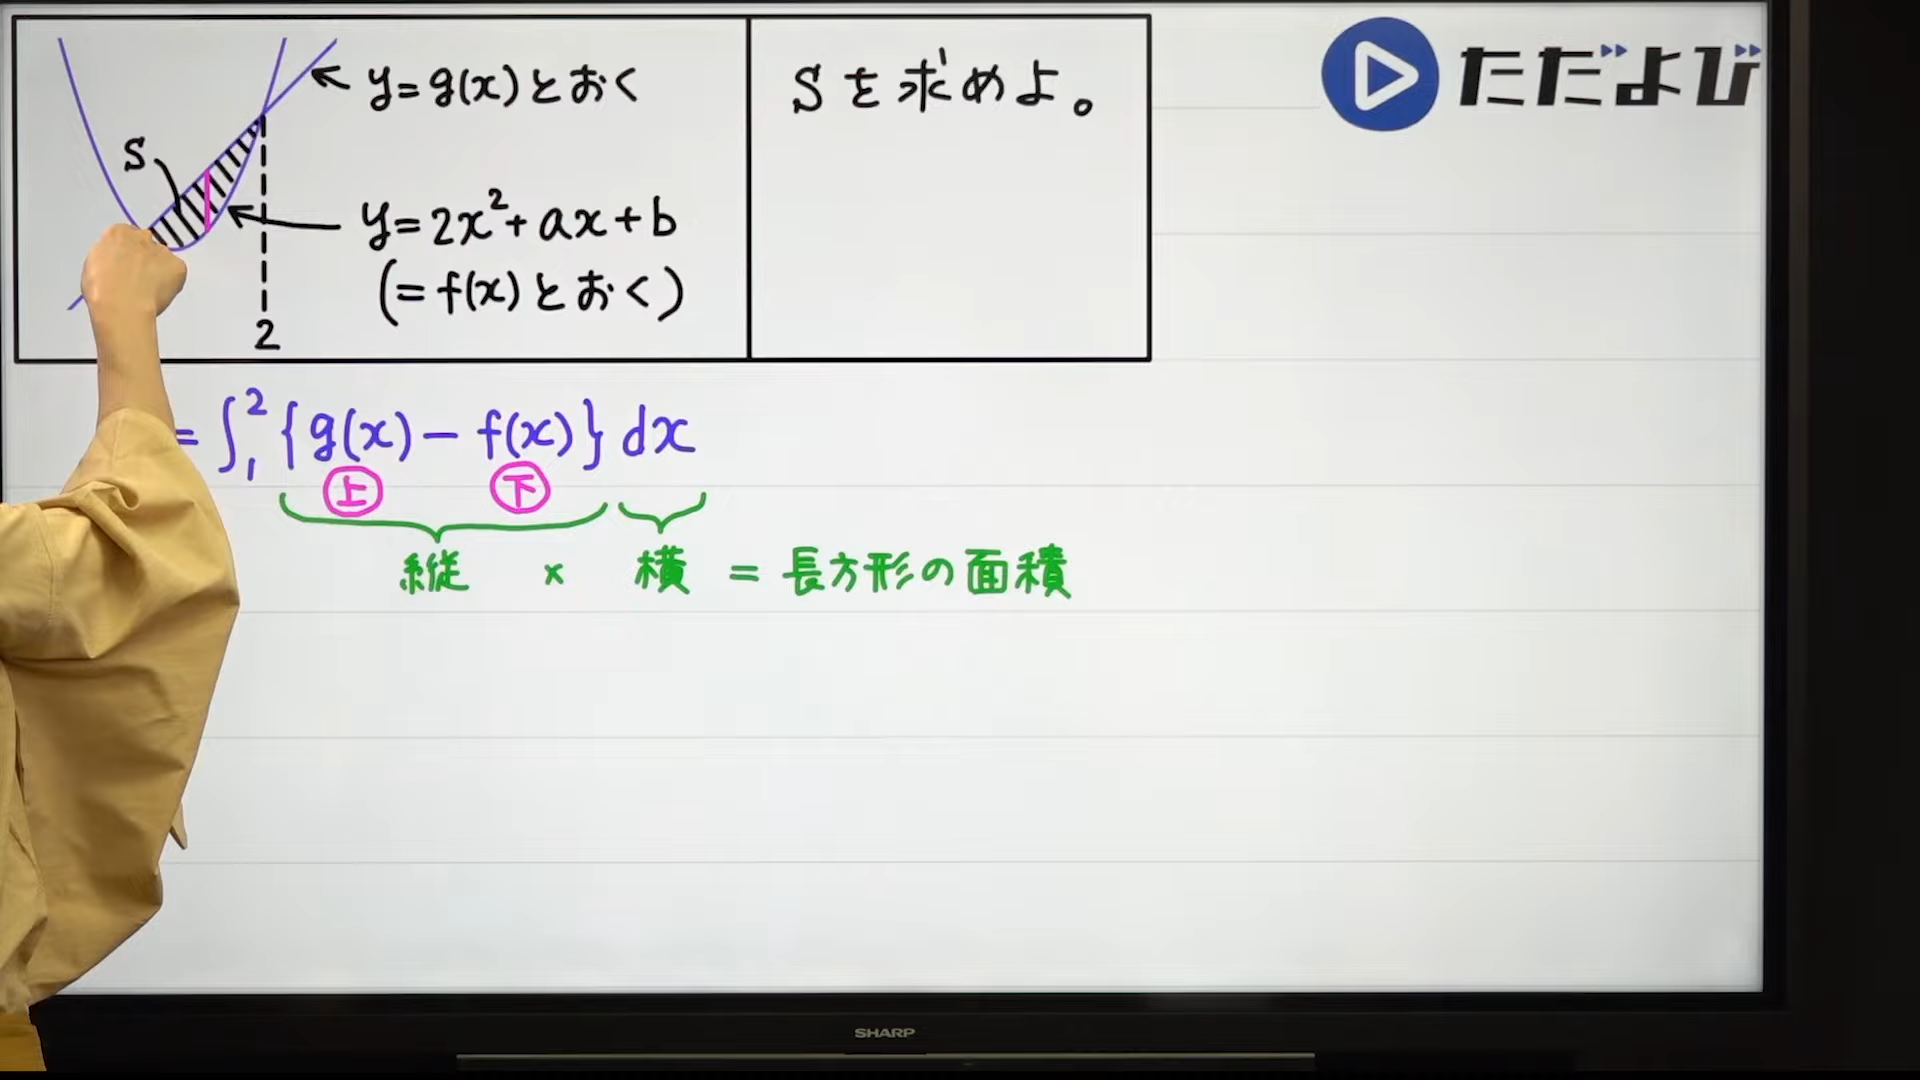 y=g(x)とおく
Sを求めよ。
ただよび
S
y=2x²+ax+b
(=f(x)とおく)
2
=∫₁²{g(x)-f(x)}dx
上 下
縦 × 横 = 長方形の面積
SHARP